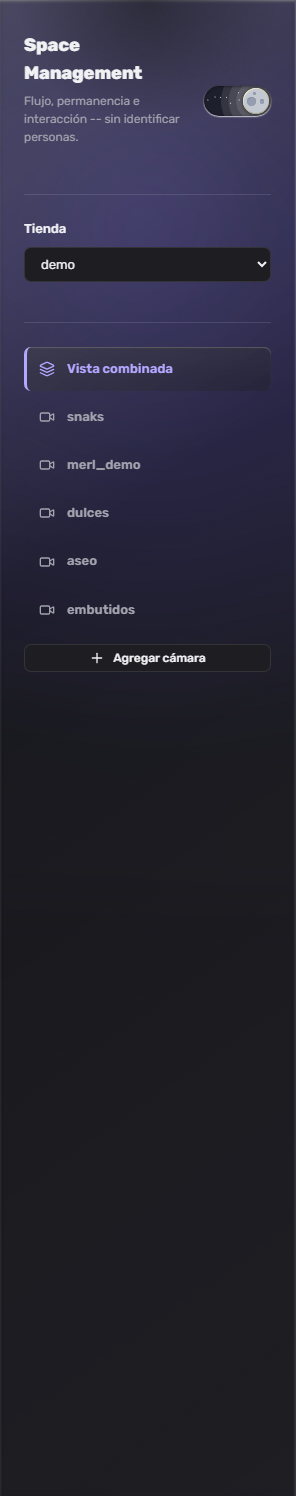 Space
Management
Flujo, permanencia e
interacción -- sin identificar
personas.
Tienda
demo
Vista combinada
snaks
merl_demo
dulces
aseo
embutidos
+ Agregar cámara